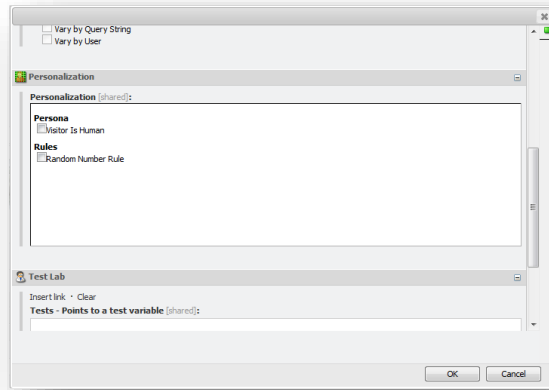 Vary by Query String
Vary by User
Personalization
Personalization [shared]:
Persona
Visitor Is Human
Rules
Random Number Rule
Test Lab
Insert link · Clear
Tests - Points to a test variable [shared]:
OK Cancel